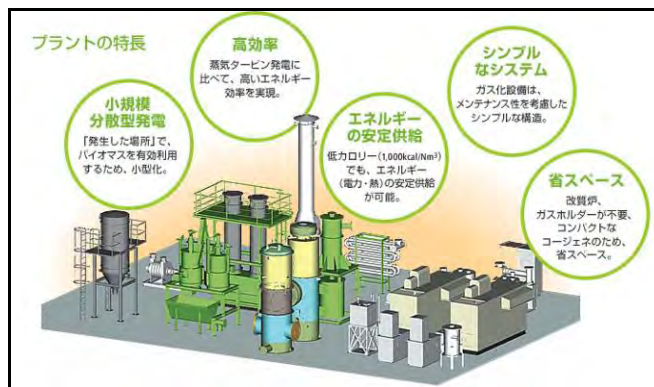 プラントの特長
高効率
蒸気タービン発電に
比べて、高いエネルギー
効率を実現。
シンプル
なシステム
ガス化設備は、
メンテナンス性を考慮した
シンプルな構造。
小規模
分散型発電
「発生した場所」で、
バイオマスを有効利用
するため、小型化。
エネルギー
の安定供給
低カロリー(1,000kcal/Nm³)
でも、エネルギー
(電力・熱)の安定供給
が可能。
省スペース
改質炉、
ガスホルダーが不要、
コンパクトな
コージェネのため、
省スペース。